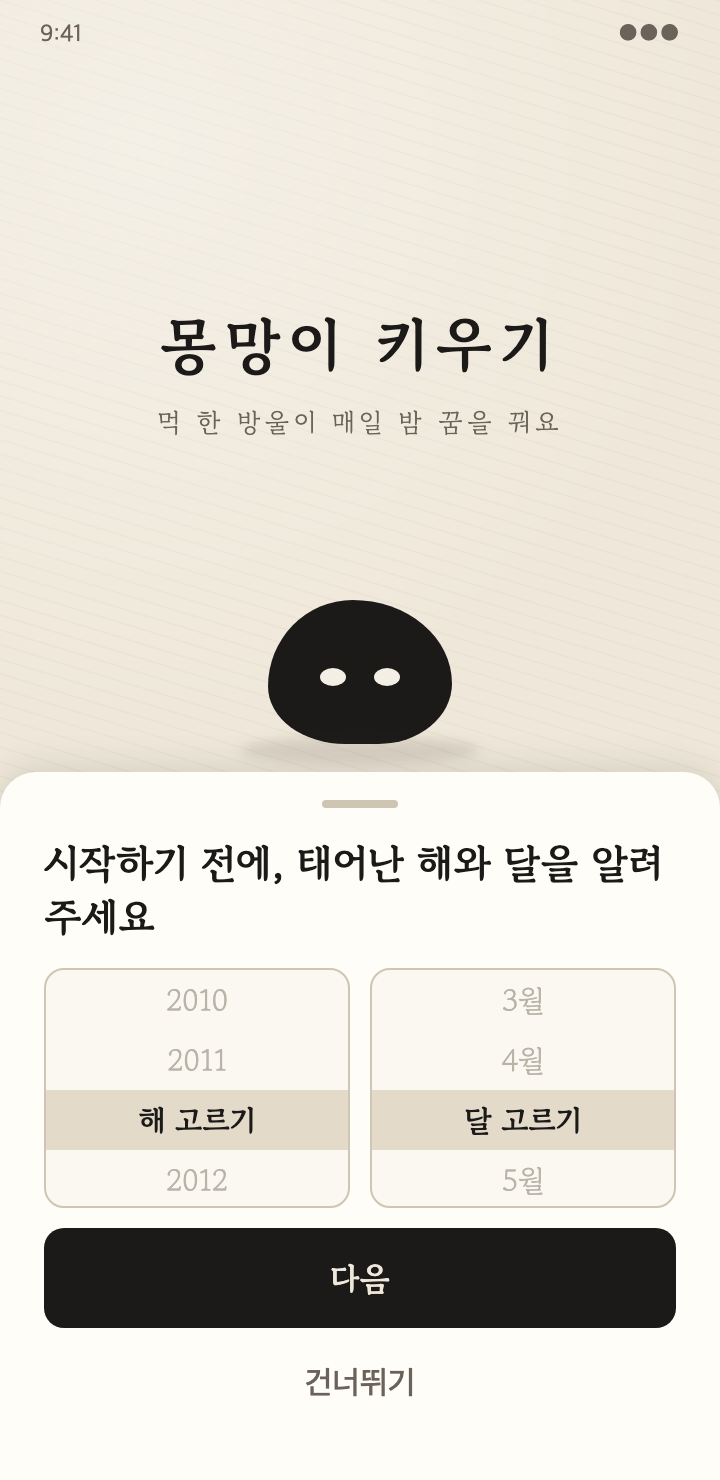 9:41
몽망이 키우기
먹 한 방울이 매일 밤 꿈을 꿔요
시작하기 전에, 태어난 해와 달을 알려
주세요
2010
2011
해 고르기
2012
3월
4월
달 고르기
5월
다음
건너뛰기